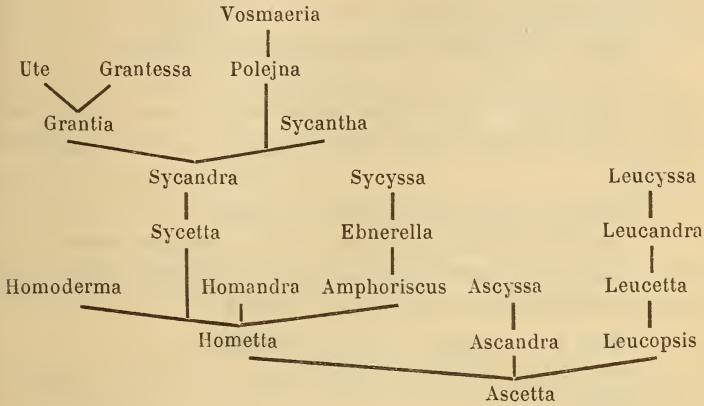 Vosmaeria
Ute Grantessa Polejna
Grantia Sycantha
Sycandra Sycyssa Leucyssa
Sycetta Ebnerella Leucandra
Homoderma Homandra Amphoriscus Ascyssa Leucetta
Hometta Ascandra Leucopsis
Ascetta